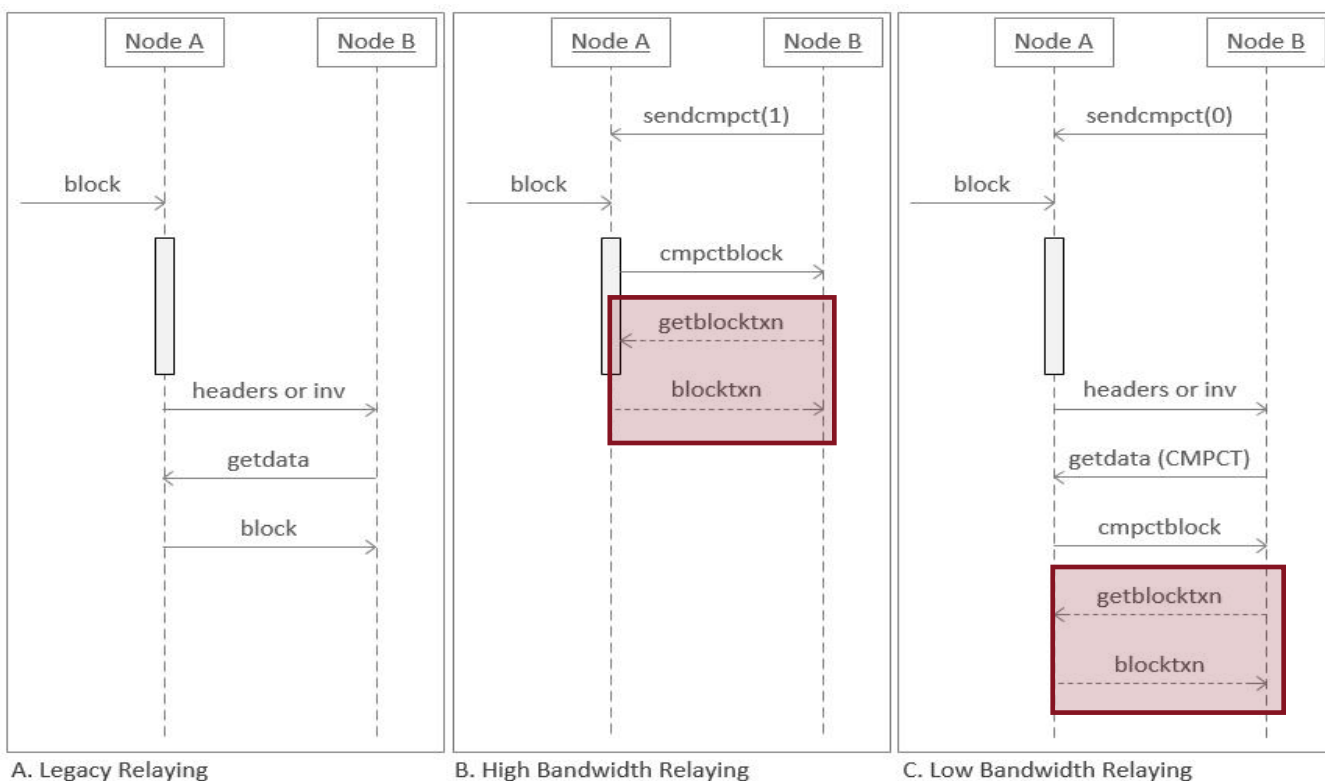 Node A
Node B
block
headers or inv
getdata
block
A. Legacy Relaying
Node A
Node B
sendcmpct(1)
block
cmpctblock
getblocktxn
blocktxn
B. High Bandwidth Relaying
Node A
Node B
sendcmpct(0)
block
headers or inv
getdata (CMPCT)
cmpctblock
getblocktxn
blocktxn
C. Low Bandwidth Relaying